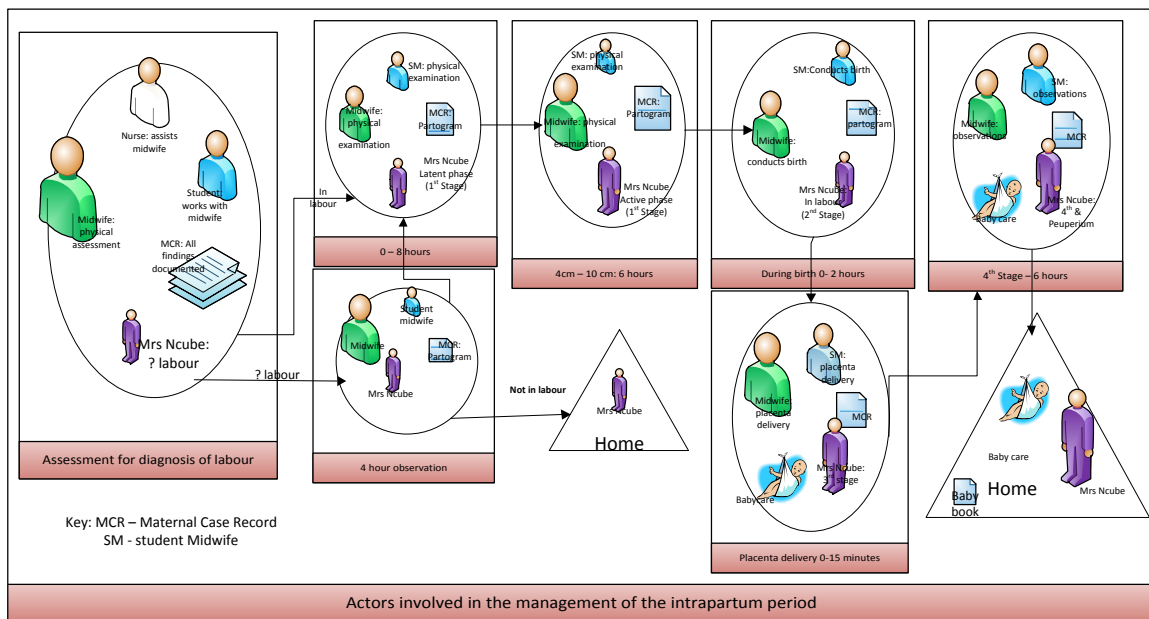 Nurse: assists
midwife
Student:
works with
midwife
Midwife:
physical
assessment
MCR: All
findings
documented
Mrs Ncube:
? labour
Assessment for diagnosis of labour
In
labour
? labour
SM: physical
examination
Midwife:
physical
examination
MCR:
Partogram
Mrs Ncube
Latent phase
(1st Stage)
0 – 8 hours
Student
midwife
Midwife
MCR:
Partogram
Mrs Ncube
4 hour observation
Not in labour
Mrs Ncube
Home
SM: physical
examination
Midwife: physical
examination
MCR:
Partogram
Mrs Ncube
Active phase
(1st Stage)
4cm – 10 cm: 6 hours
SM:Conducts birth
Midwife:
conducts birth
MCR:
partogram
Mrs Ncube:
In labour
(2nd Stage)
During birth 0- 2 hours
SM:
placenta
delivery
Midwife:
placenta
delivery
MCR
Mrs Ncube:
3rd stage
Babycare
Placenta delivery 0-15 minutes
SM:
observations
Midwife:
observations
MCR
Baby care
Mrs Ncube:
4th &
Peuperium
4th Stage – 6 hours
Baby care
Home
Mrs Ncube
Baby
book
Key: MCR – Maternal Case Record
SM - student Midwife
Actors involved in the management of the intrapartum period